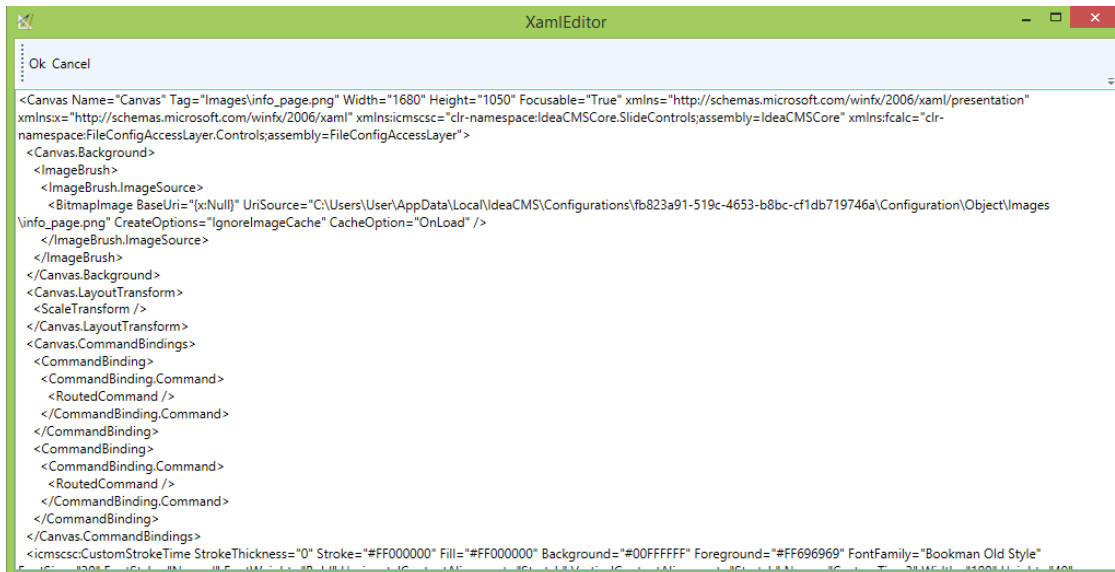 XamlEditor
Ok Cancel
<Canvas Name="Canvas" Tag="Images\info_page.png" Width="1680" Height="1050" Focusable="True" xmlns="http://schemas.microsoft.com/winfx/2006/xaml/presentation"
xmlns:x="http://schemas.microsoft.com/winfx/2006/xaml" xmlns:icmscsc="clr-namespace:IdeaCMSCore.SlideControls;assembly=IdeaCMSCore" xmlns:fcalc="clr-
namespace:FileConfigAccessLayer.Controls;assembly=FileConfigAccessLayer">
<Canvas.Background>
<ImageBrush>
<ImageBrush.ImageSource>
<BitmapImage BaseUri="{x:Null}" UriSource="C:\Users\User\AppData\Local\IdeaCMS\Configurations\fb823a91-519c-4653-b8bc-cf1db719746a\Configuration\Object\Images
\info_page.png" CreateOptions="IgnoreImageCache" CacheOption="OnLoad" />
</ImageBrush.ImageSource>
</ImageBrush>
</Canvas.Background>
<Canvas.LayoutTransform>
<ScaleTransform />
</Canvas.LayoutTransform>
<Canvas.CommandBindings>
<CommandBinding>
<CommandBinding.Command>
<RoutedCommand />
</CommandBinding.Command>
</CommandBinding>
<CommandBinding>
<CommandBinding.Command>
<RoutedCommand />
</CommandBinding.Command>
</CommandBinding>
</Canvas.CommandBindings>
<icmscsc:CustomStrokeTime StrokeThickness="0" Stroke="#FF000000" Fill="#FF000000" Background="#00FFFFFF" Foreground="#FF696969" FontFamily="Bookman Old Style"